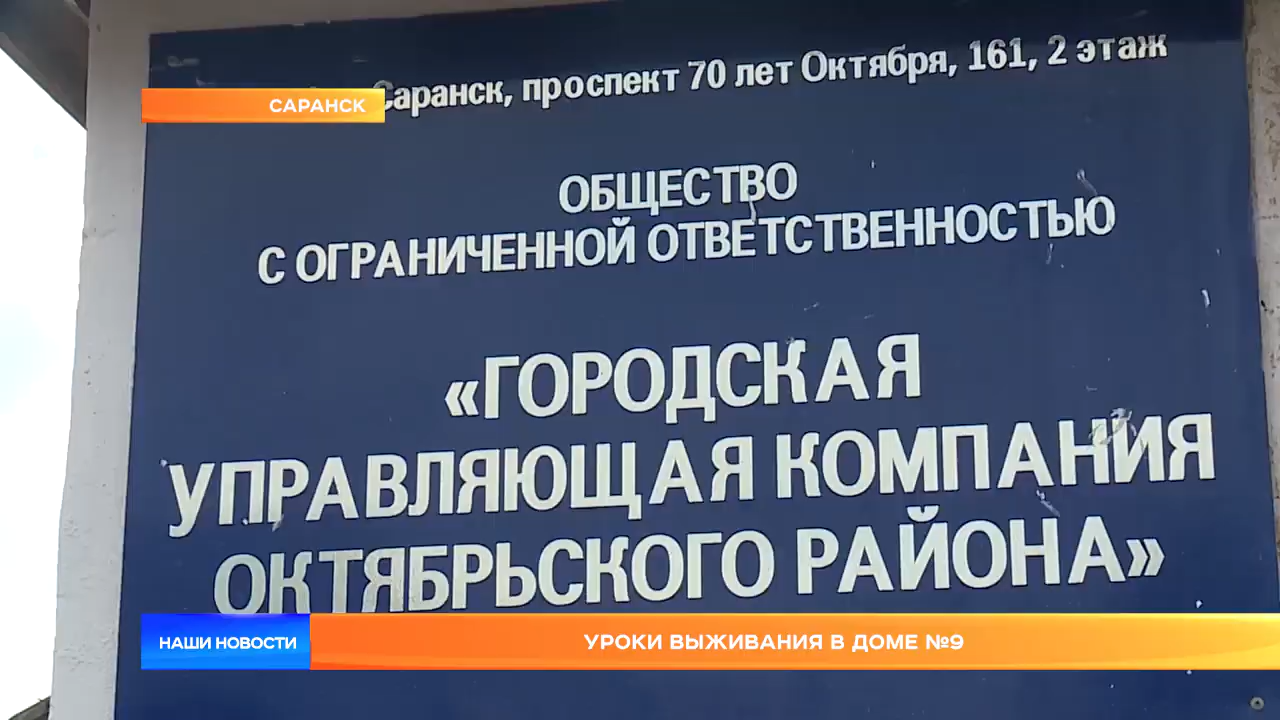 Саранск, проспект 70 лет Октября, 161, 2 этаж
САРАНСК
ОБЩЕСТВО
С ОГРАНИЧЕННОЙ ОТВЕТСТВЕННОСТЬЮ
«ГОРОДСКАЯ
УПРАВЛЯЮЩАЯ КОМПАНИЯ
ОКТЯБРЬСКОГО РАЙОНА»
НАШИ НОВОСТИ
УРОКИ ВЫЖИВАНИЯ В ДОМЕ №9